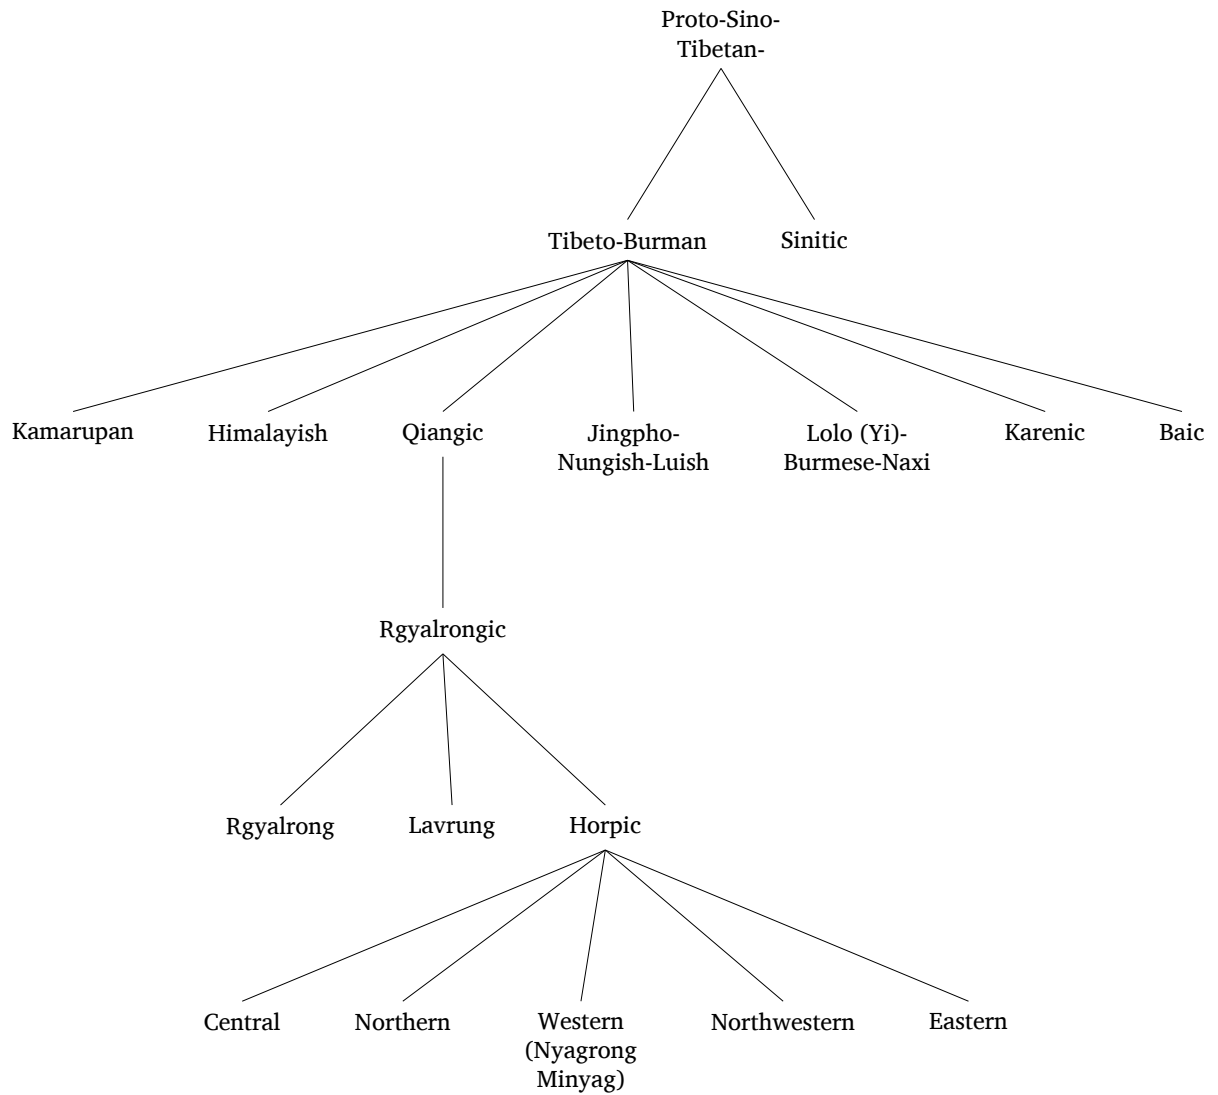 Proto-Sino-
Tibetan-
Tibeto-Burman
Sinitic
Kamarupan
Himalayish
Qiangic
Jingpho-
Nungish-Luish
Lolo (Yi)-
Burmese-Naxi
Karenic
Baic
Rgyalrongic
Rgyalrong
Lavrung
Horpic
Central
Northern
Western
(Nyagrong
Minyag)
Northwestern
Eastern